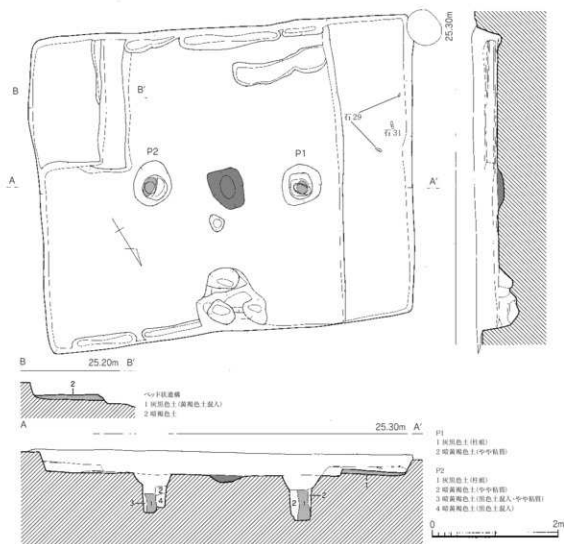 25.30m
B
B'
石29
石31
P2
P1
A
A'
B 25.20m B'
2
ベッド状遺構
1 灰黒色土(黄褐色土混入)
2 暗褐色土
A 25.30m A'
P1
1 灰黒色土(柱痕)
2 暗黄褐色土(やや粘質)
P2
1 灰黒色土(柱痕)
2 暗黄褐色土(やや粘質)
3 暗黄褐色土(黒色土混入・やや粘質)
4 暗黄褐色土(黒色土混入)
3 1 2 4
2 1 2
1
0 2m